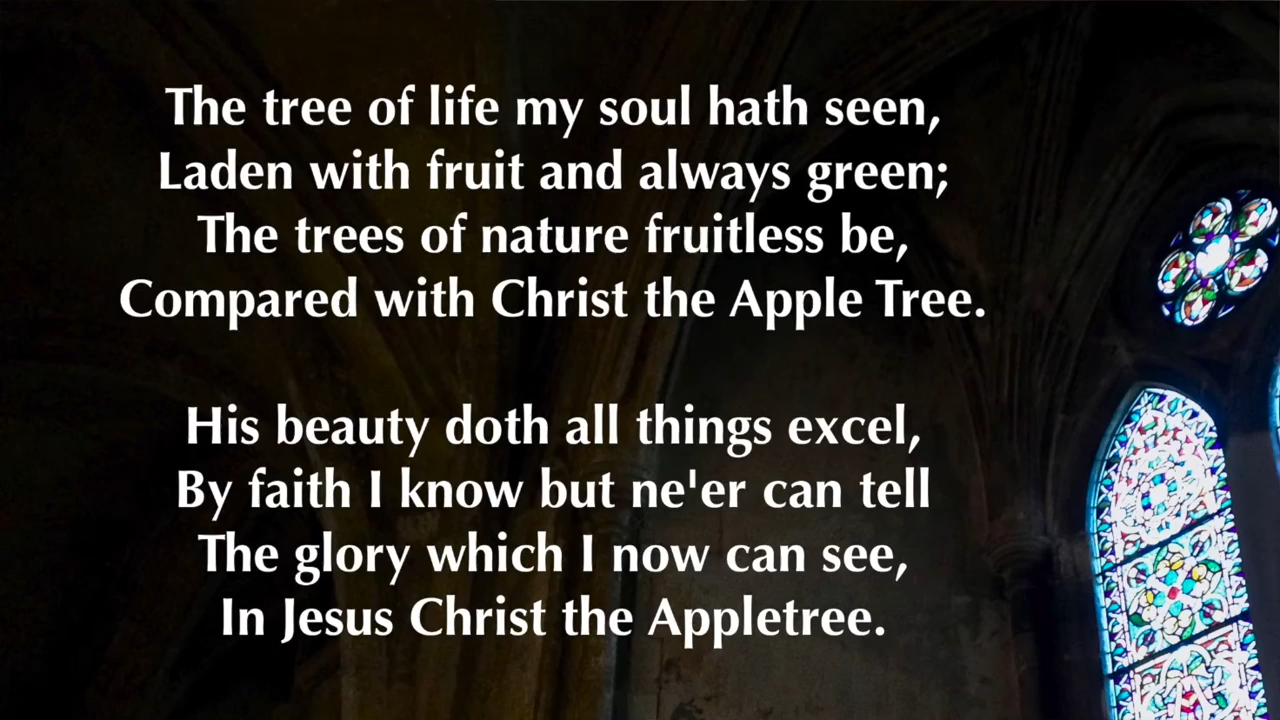 The tree of life my soul hath seen,
Laden with fruit and always green;
The trees of nature fruitless be,
Compared with Christ the Apple Tree.
His beauty doth all things excel,
By faith I know but ne'er can tell
The glory which I now can see,
In Jesus Christ the Appletree.